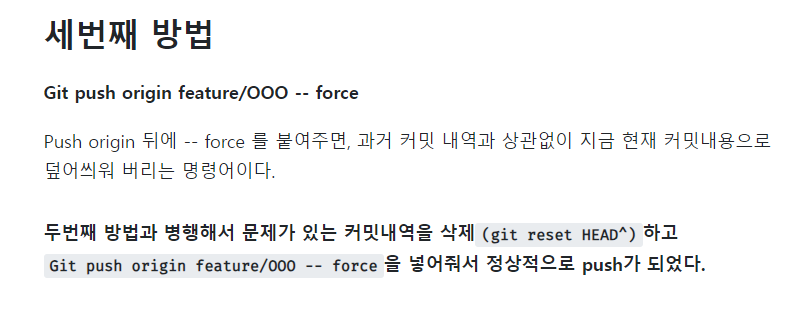 세번째 방법
Git push origin feature/OOO -- force
Push origin 뒤에 -- force 를 붙여주면, 과거 커밋 내역과 상관없이 지금 현재 커밋내용으로
덮어씌워 버리는 명령어이다.
두번째 방법과 병행해서 문제가 있는 커밋내역을 삭제(git reset HEAD^)하고
Git push origin feature/OOO -- force을 넣어줘서 정상적으로 push가 되었다.